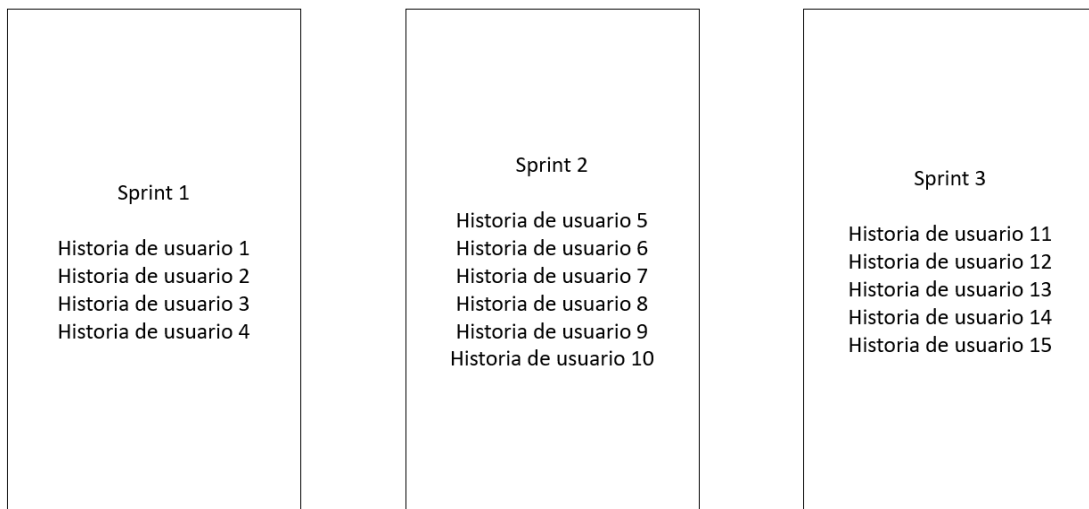 Sprint 1
Historia de usuario 1
Historia de usuario 2
Historia de usuario 3
Historia de usuario 4
Sprint 2
Historia de usuario 5
Historia de usuario 6
Historia de usuario 7
Historia de usuario 8
Historia de usuario 9
Historia de usuario 10
Sprint 3
Historia de usuario 11
Historia de usuario 12
Historia de usuario 13
Historia de usuario 14
Historia de usuario 15